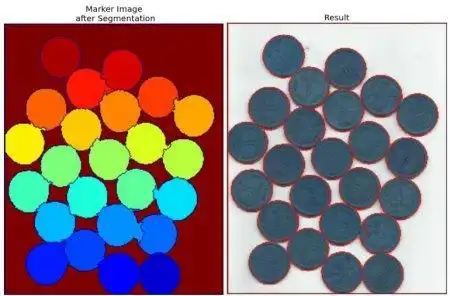 Marker Image
after Segmentation
Result